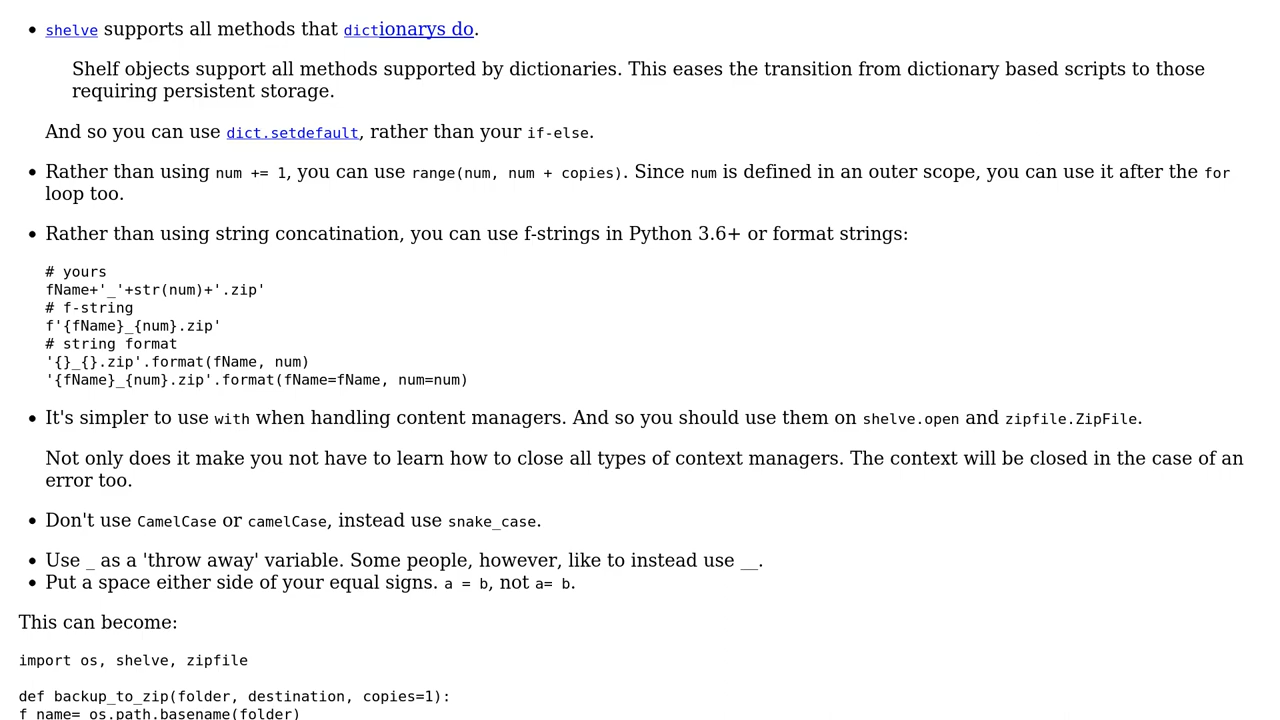 • shelve supports all methods that dictionarys do.
Shelf objects support all methods supported by dictionaries. This eases the transition from dictionary based scripts to those
requiring persistent storage.
And so you can use dict.setdefault, rather than your if-else.
• Rather than using num += 1, you can use range(num, num + copies). Since num is defined in an outer scope, you can use it after the for
loop too.
• Rather than using string concatination, you can use f-strings in Python 3.6+ or format strings:
# yours
fName+'_'+str(num)+'.zip'
# f-string
f'{fName}_{num}.zip'
# string format
'{}_{}.zip'.format(fName, num)
'{fName}_{num}.zip'.format(fName=fName, num=num)
• It's simpler to use with when handling content managers. And so you should use them on shelve.open and zipfile.ZipFile.
Not only does it make you not have to learn how to close all types of context managers. The context will be closed in the case of an
error too.
• Don't use CamelCase or camelCase, instead use snake_case.
• Use _ as a 'throw away' variable. Some people, however, like to instead use __.
• Put a space either side of your equal signs. a = b, not a= b.
This can become:
import os, shelve, zipfile
def backup_to_zip(folder, destination, copies=1):
f_name= os.path.basename(folder)